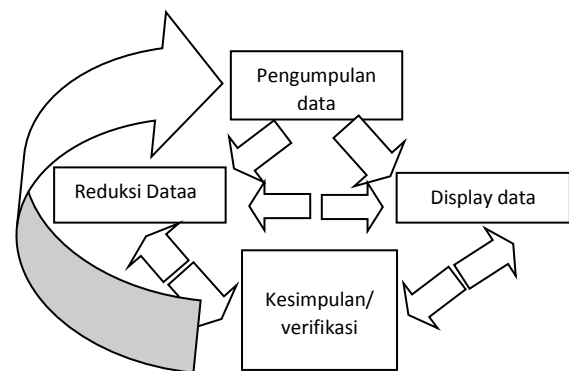 Pengumpulan
data
Reduksi Dataa
Display data
Kesimpulan/
verifikasi